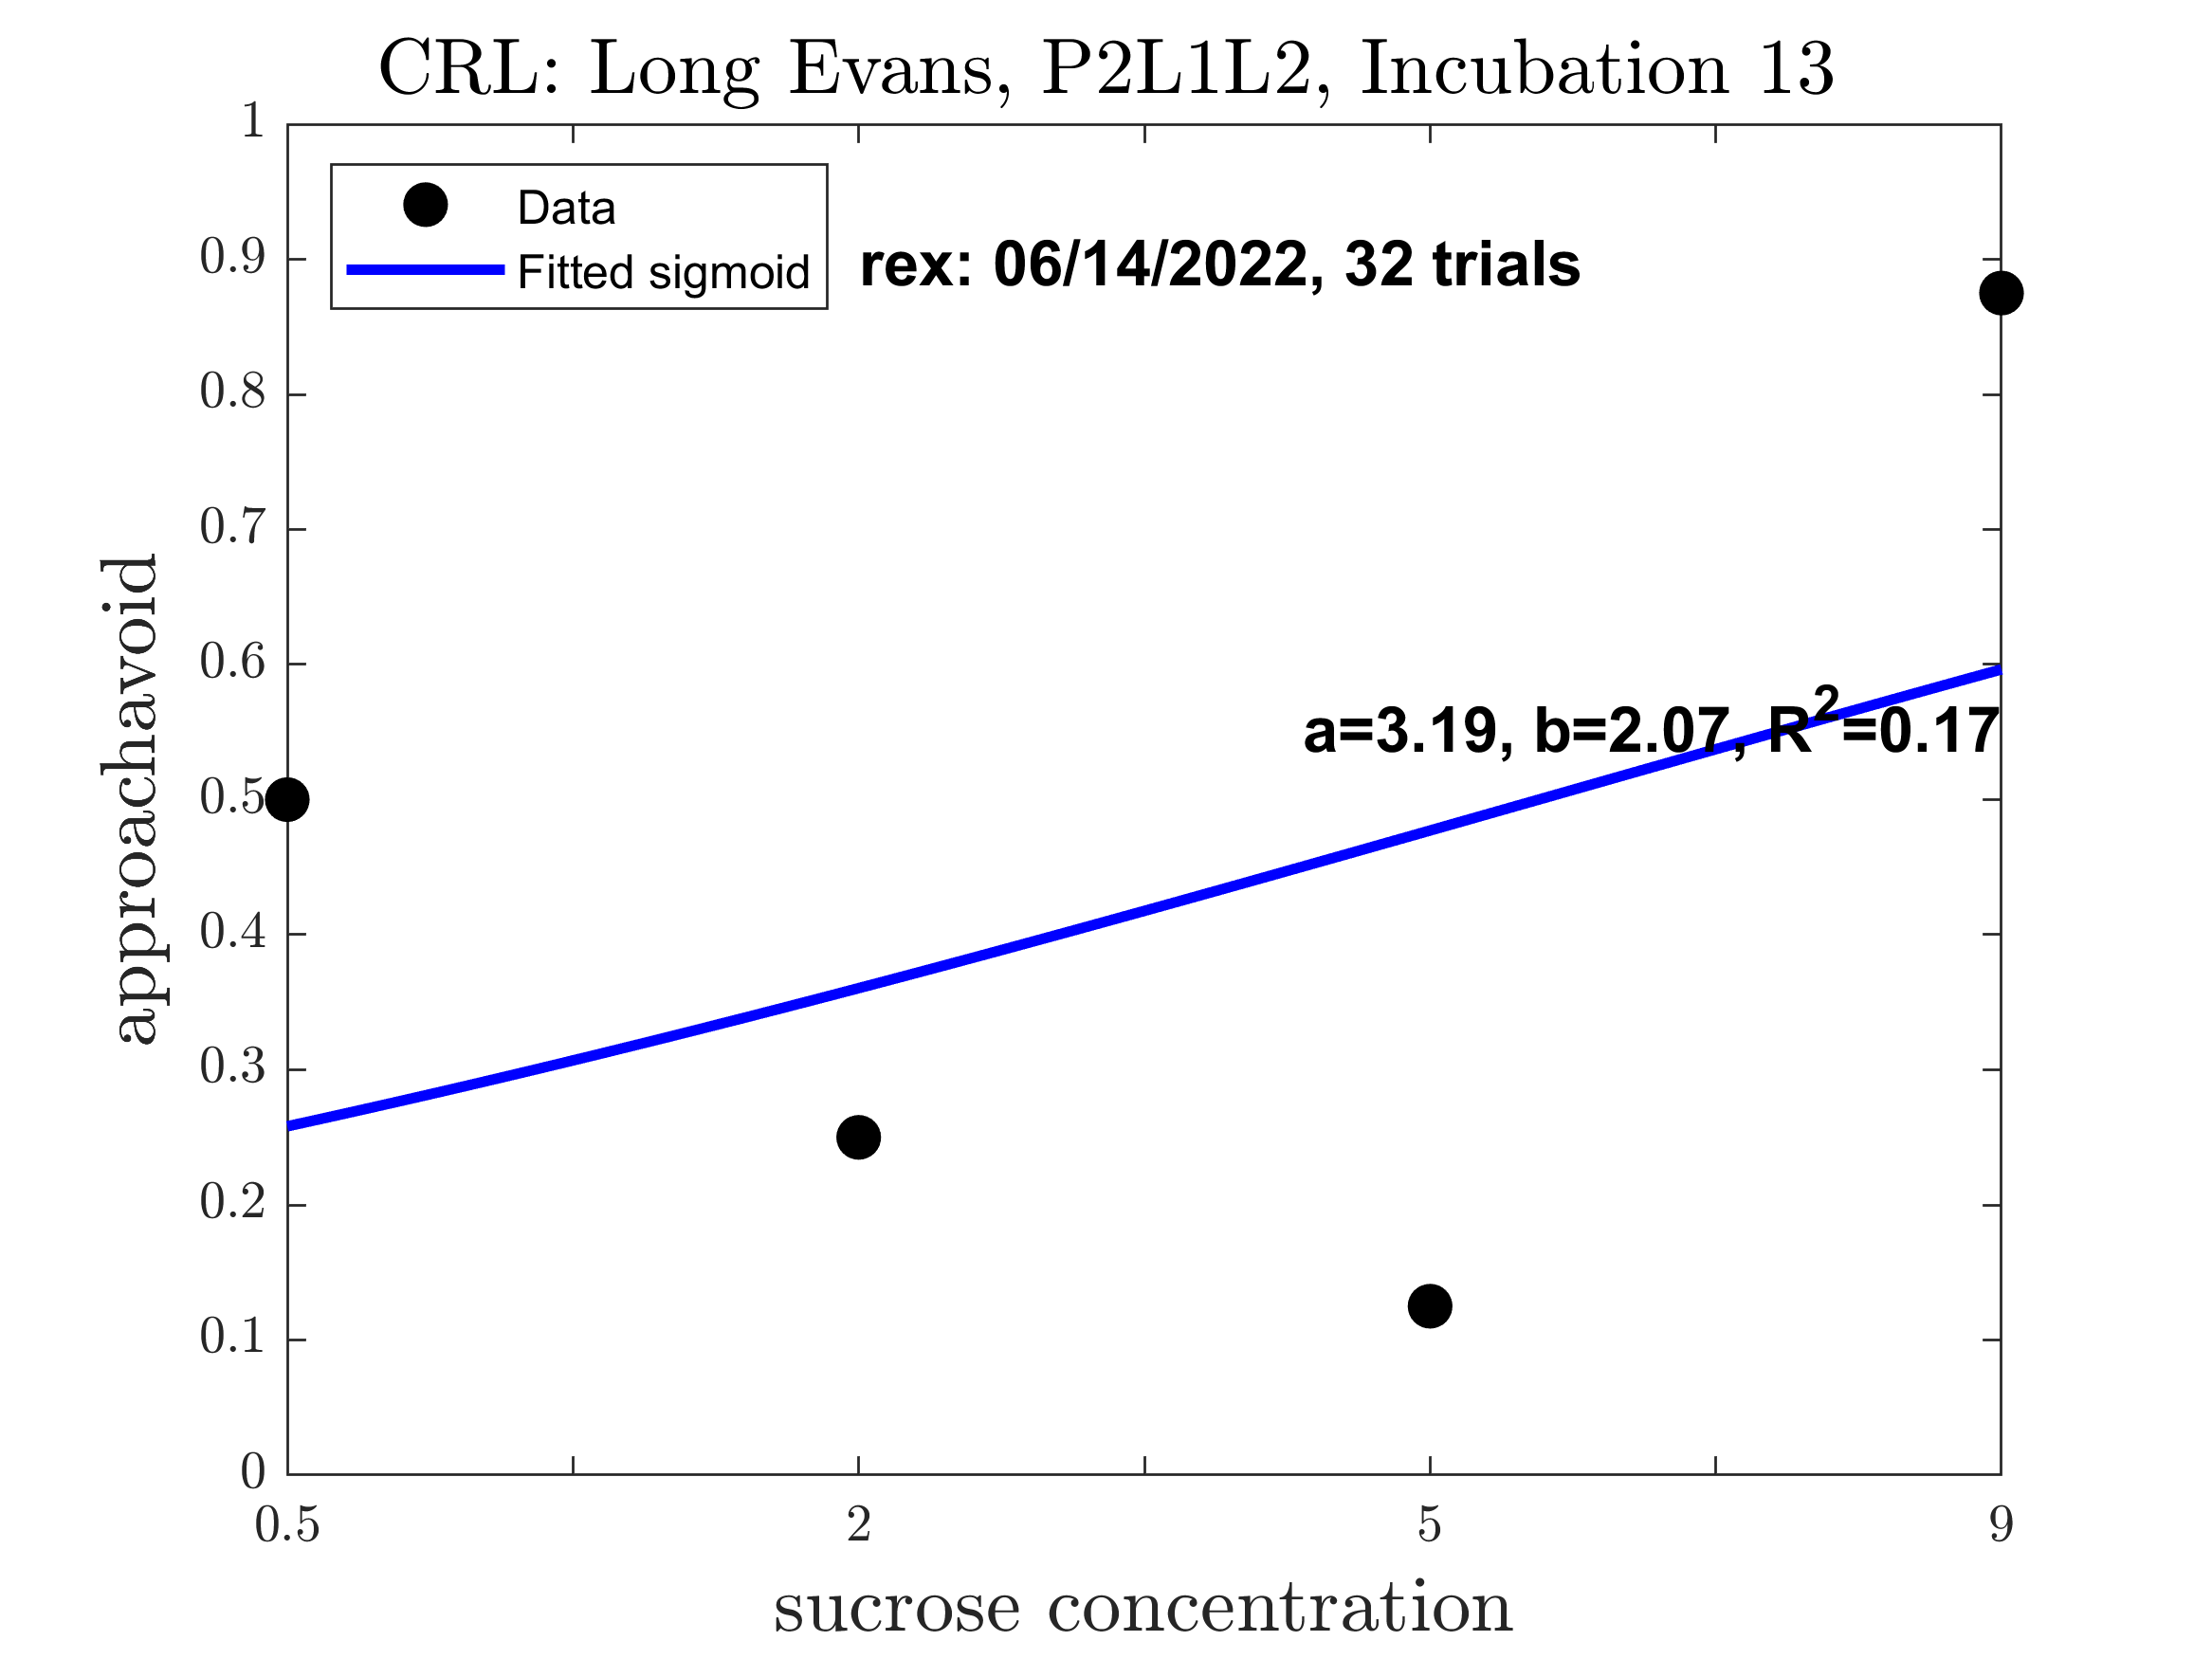 CRL: Long Evans, P2L1L2, Incubation 13
1
Data
Fitted sigmoid
rex: 06/14/2022, 32 trials
0.9
0.8
0.7
0.6
a=3.19, b=2.07, R²=0.17
0.5
0.4
0.3
0.2
0.1
0
approachavoid
0.5 2 5 9
sucrose concentration